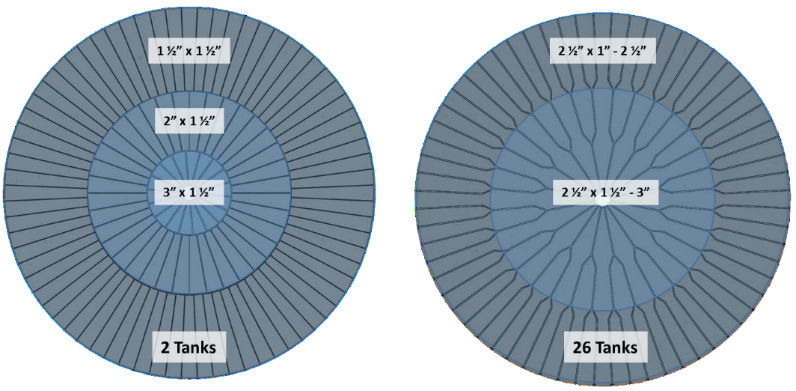 1 ½” x 1 ½”
2” x 1 ½”
3” x 1 ½”
2 Tanks
2 ½” x 1” - 2 ½”
2 ½” x 1 ½” - 3”
26 Tanks